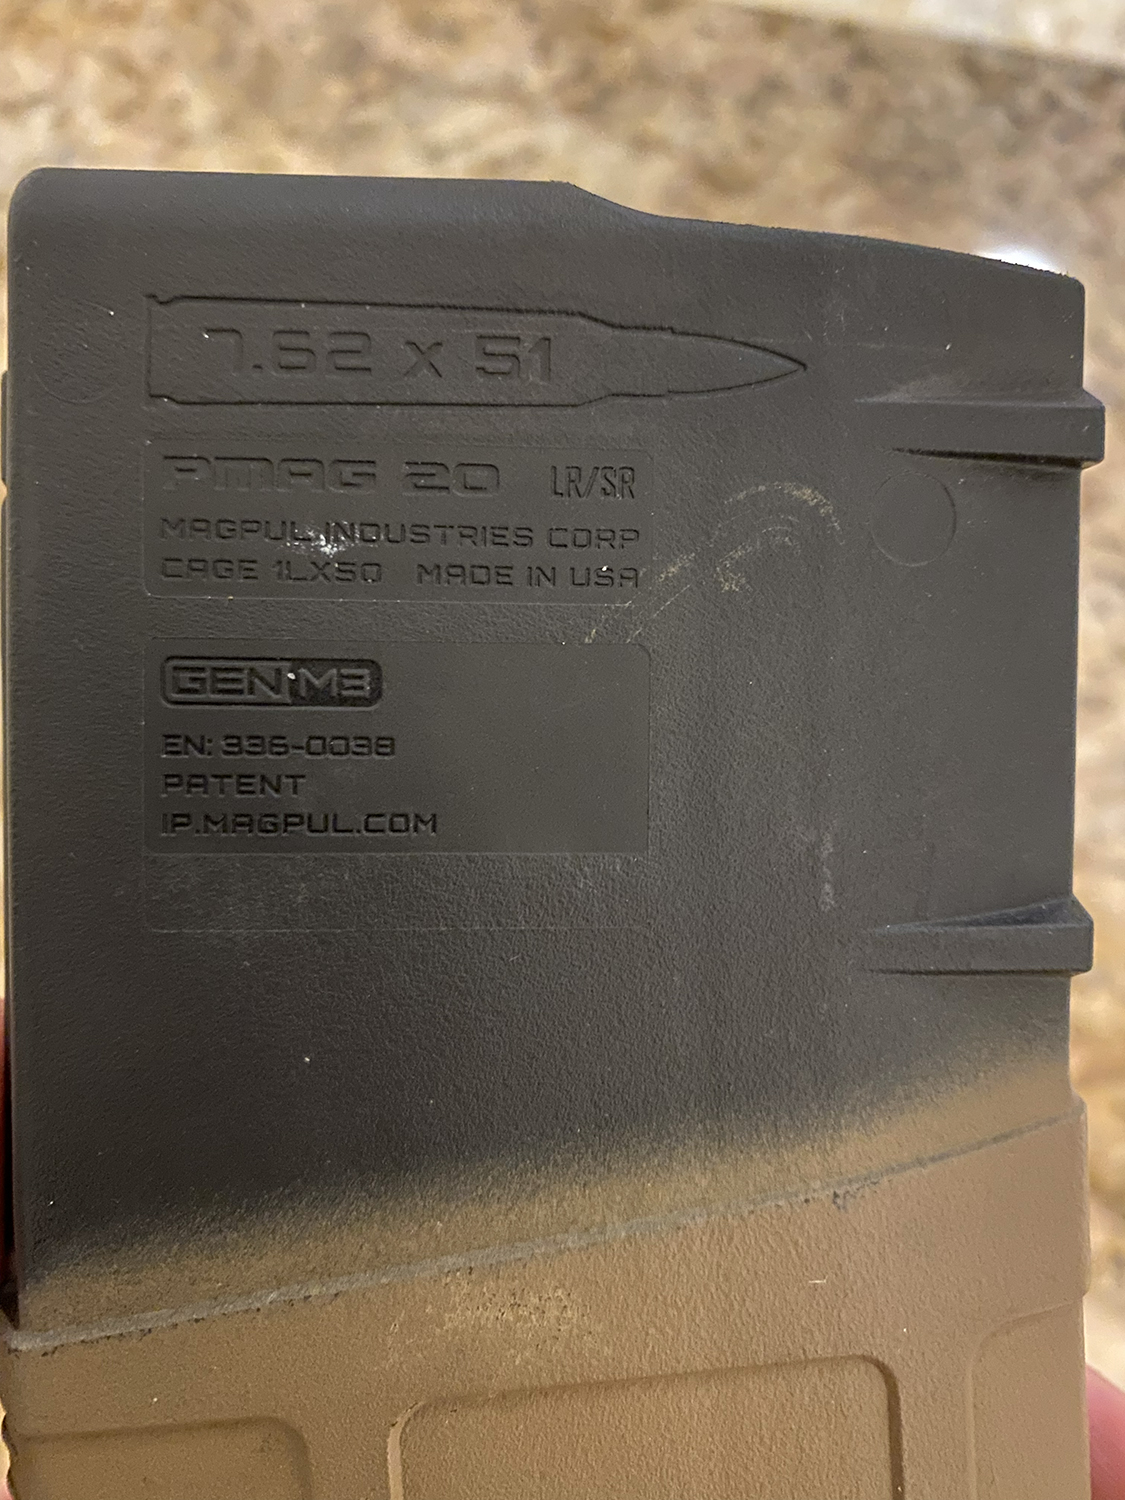 7.62 x 51
PMAG 20 LR/SR
MAGPUL INDUSTRIES CORP
CAGE 1LX50 MADE IN USA
GEN M3
EN: 336-0038
PATENT
IP.MAGPUL.COM